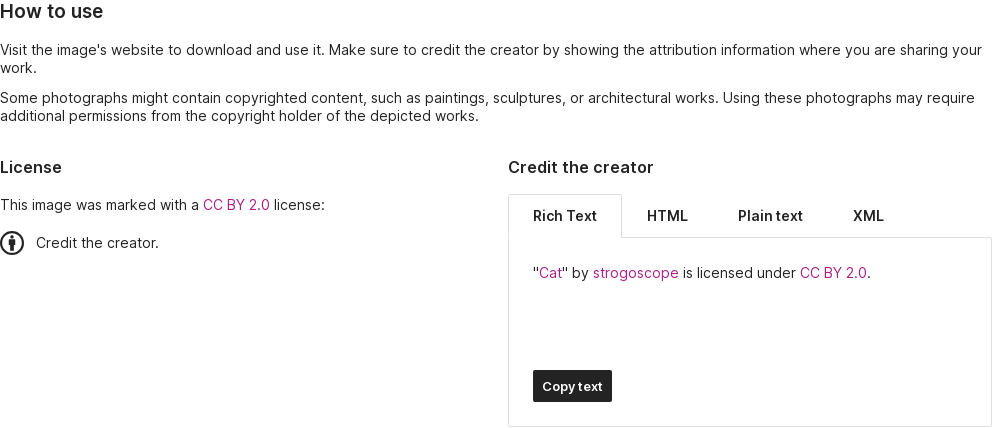 How to use
Visit the image's website to download and use it. Make sure to credit the creator by showing the attribution information where you are sharing your
work.
Some photographs might contain copyrighted content, such as paintings, sculptures, or architectural works. Using these photographs may require
additional permissions from the copyright holder of the depicted works.
License
This image was marked with a CC BY 2.0 license:
Credit the creator.
Credit the creator
Rich Text HTML Plain text XML
"Cat" by strogoscope is licensed under CC BY 2.0.
Copy text